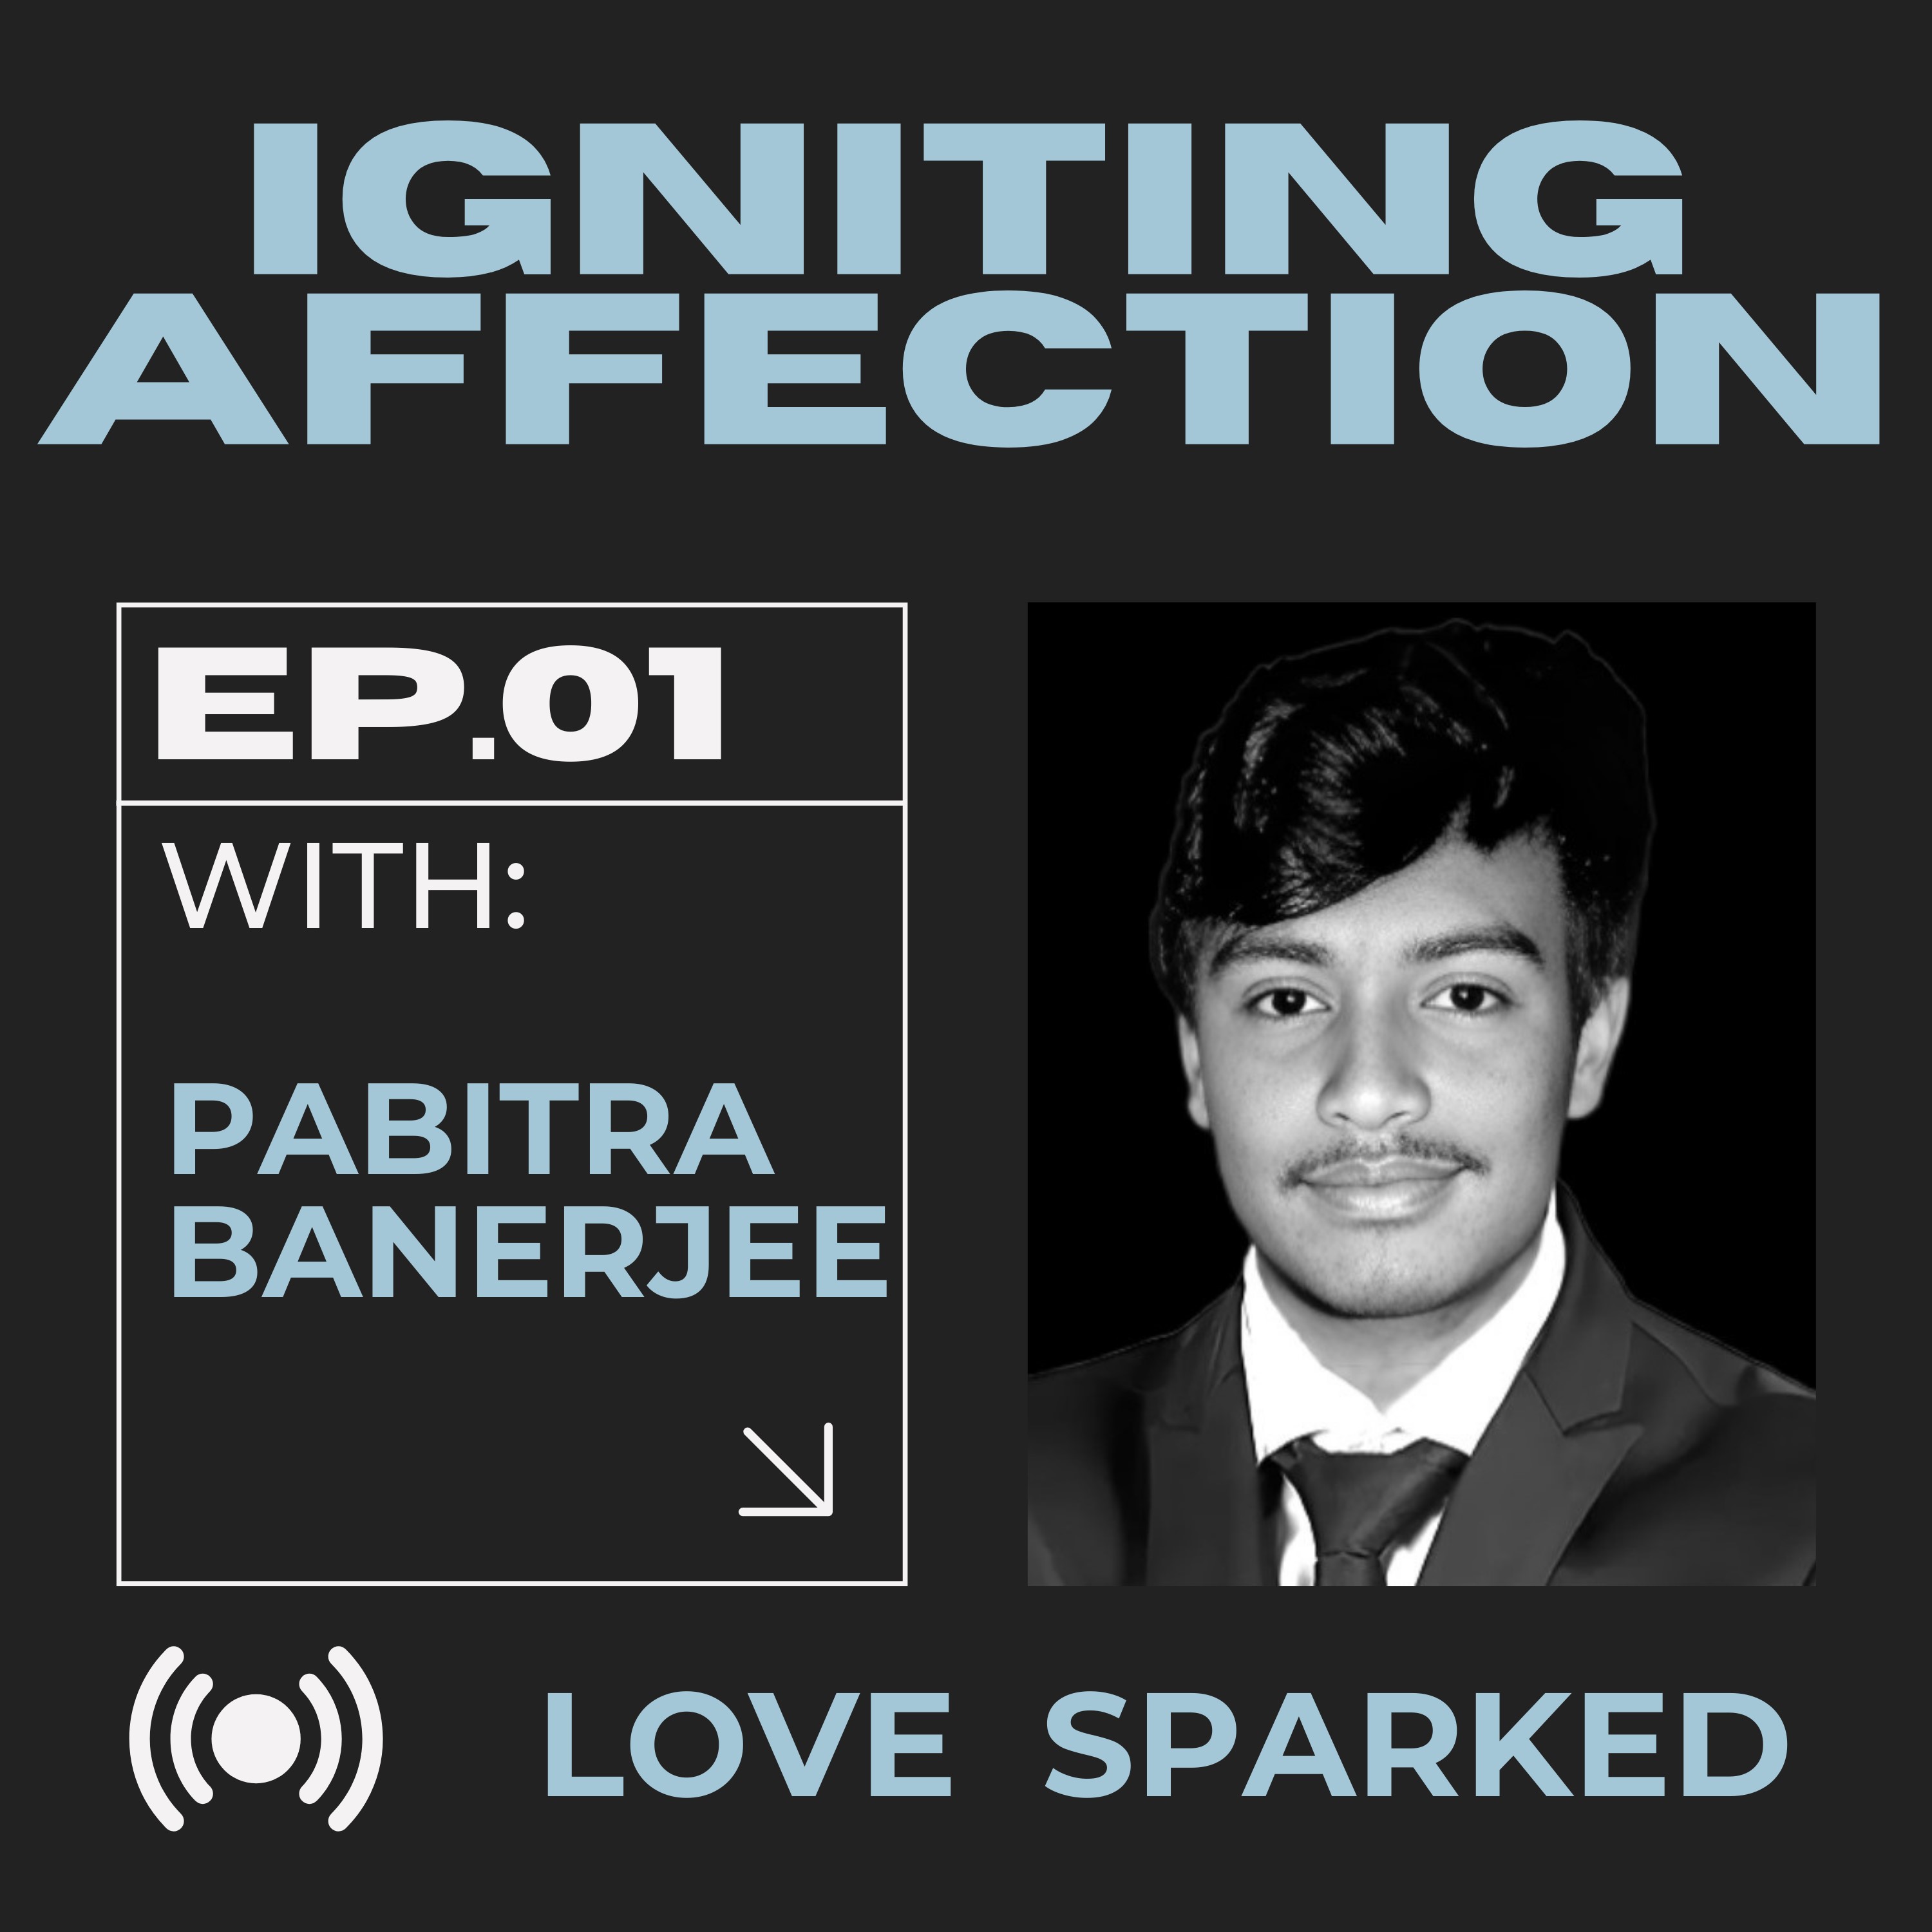 IGNITING
AFFECTION
EP.01
WITH:
PABITRA
BANERJEE
LOVE SPARKED